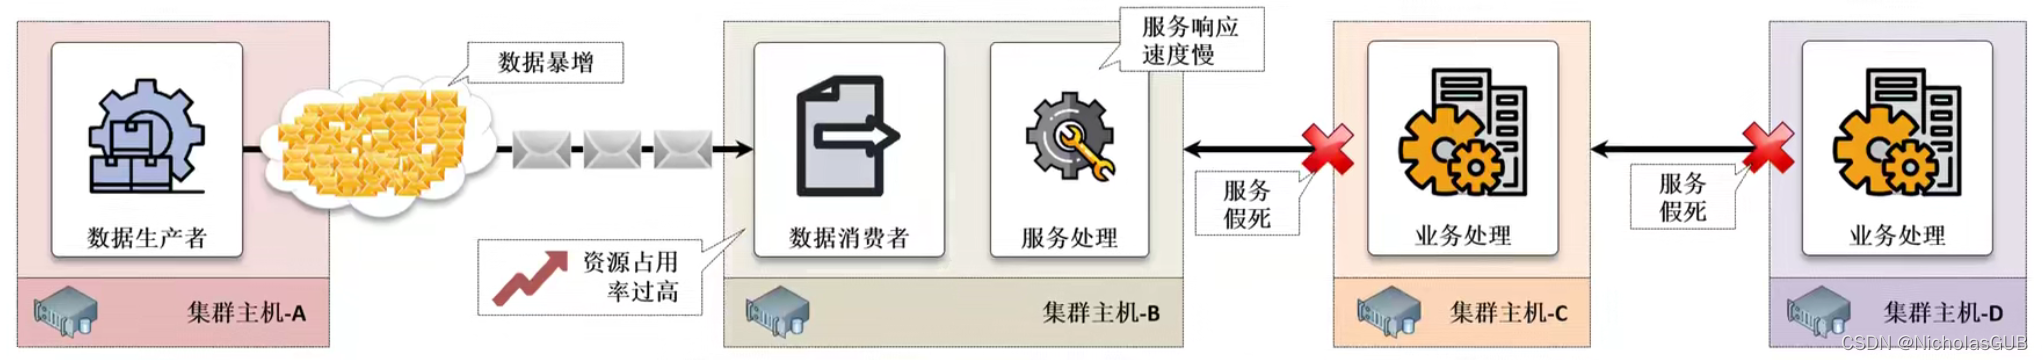 数据生产者
集群主机-A
数据暴增
资源占用
率过高
数据消费者
服务响应
速度慢
服务处理
集群主机-B
服务
假死
业务处理
集群主机-C
服务
假死
业务处理
集群主机-D
CSDN @NicholasGUB